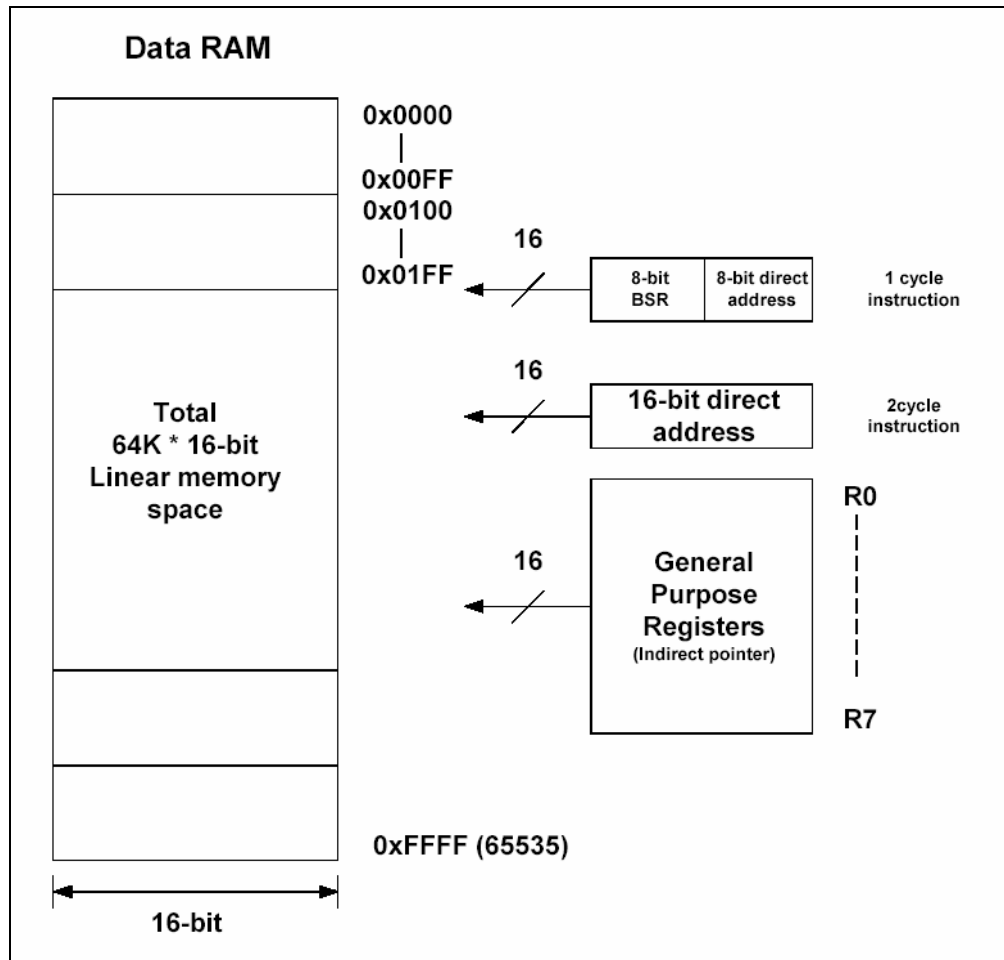 Data RAM
0x0000
0x00FF
0x0100
0x01FF
Total
64K * 16-bit
Linear memory
space
0xFFFF (65535)
16-bit
16
8-bit
BSR
8-bit direct
address
1 cycle
instruction
16
16-bit direct
address
2cycle
instruction
16
General
Purpose
Registers
(Indirect pointer)
R0
R7